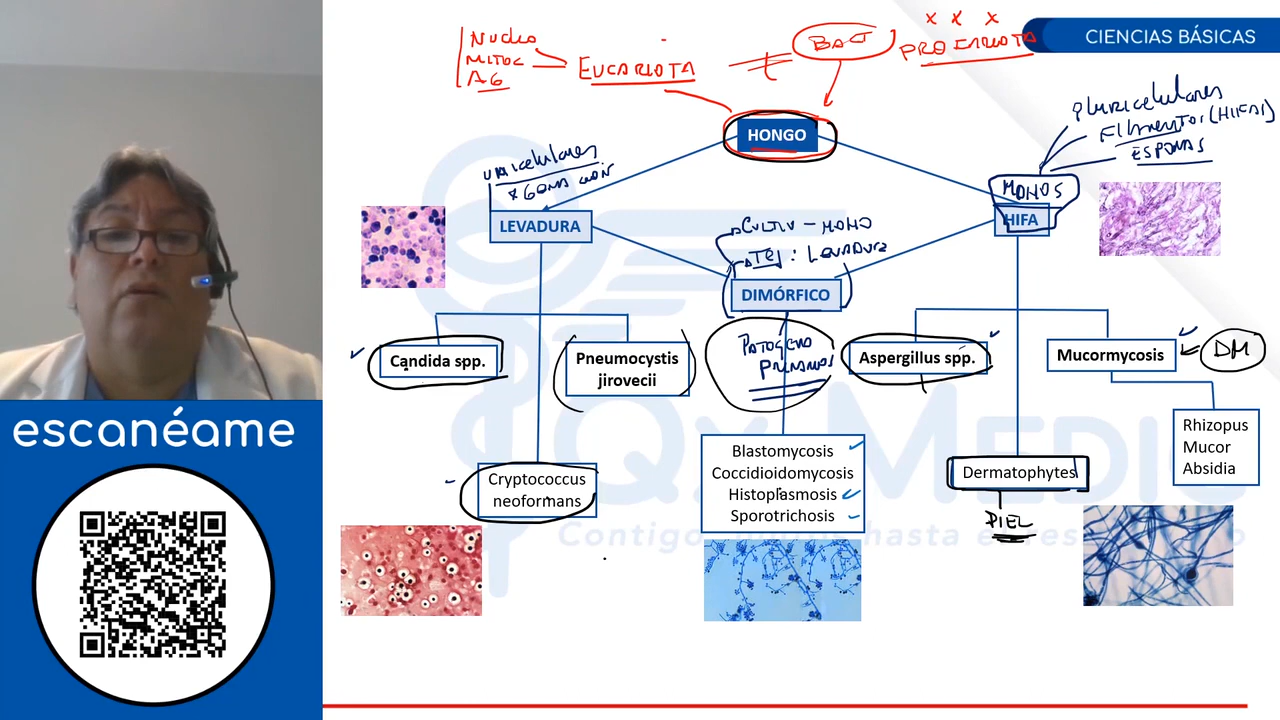 CIENCIAS BÁSICAS
NUCLEO
MITOC
AG
EUCARIOTA
BACT
PROCARIOTA
HONGO
PLURICELULARES
FILAMENTOS (HIFAS)
ESPORAS
UNICELULARES
X GEMACION
LEVADURA
MOHOS
HIFA
CULTIV - MOHO
TEJ : LEVADURA
DIMÓRFICO
Candida spp.
Pneumocystis
jirovecii
PATOGENO
PRIMARIOS
Aspergillus spp.
Mucormycosis
DM
Rhizopus
Mucor
Absidia
Cryptococcus
neoformans
Blastomycosis
Coccidioidomycosis
Histoplasmosis
Sporotrichosis
Dermatophytes
PIEL
escanéame